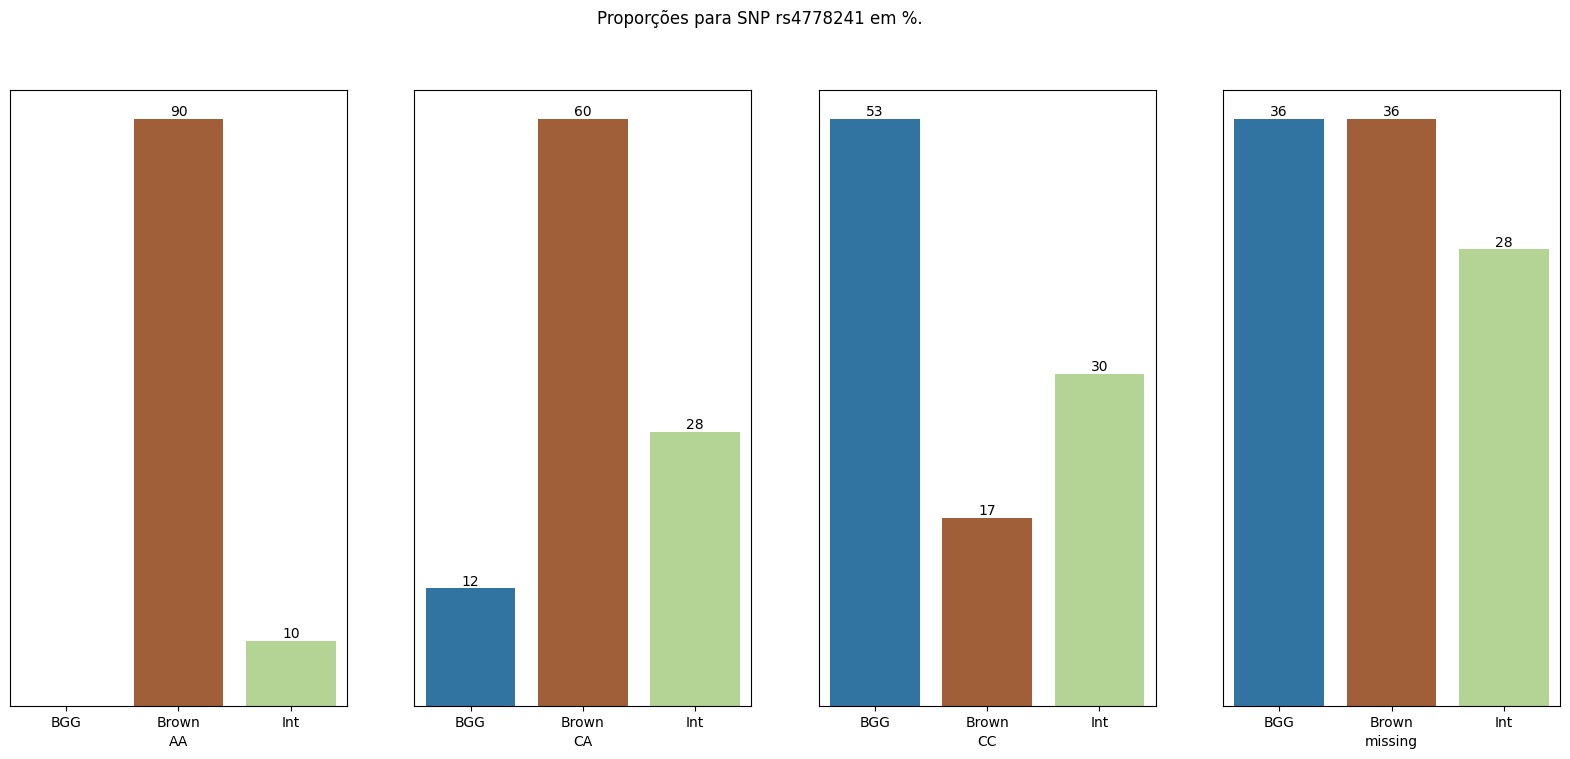 Proporções para SNP rs4778241 em %.
90
10
BGG Brown Int
AA
12
60
28
BGG Brown Int
CA
53
17
30
BGG Brown Int
CC
36
36
28
BGG Brown Int
missing